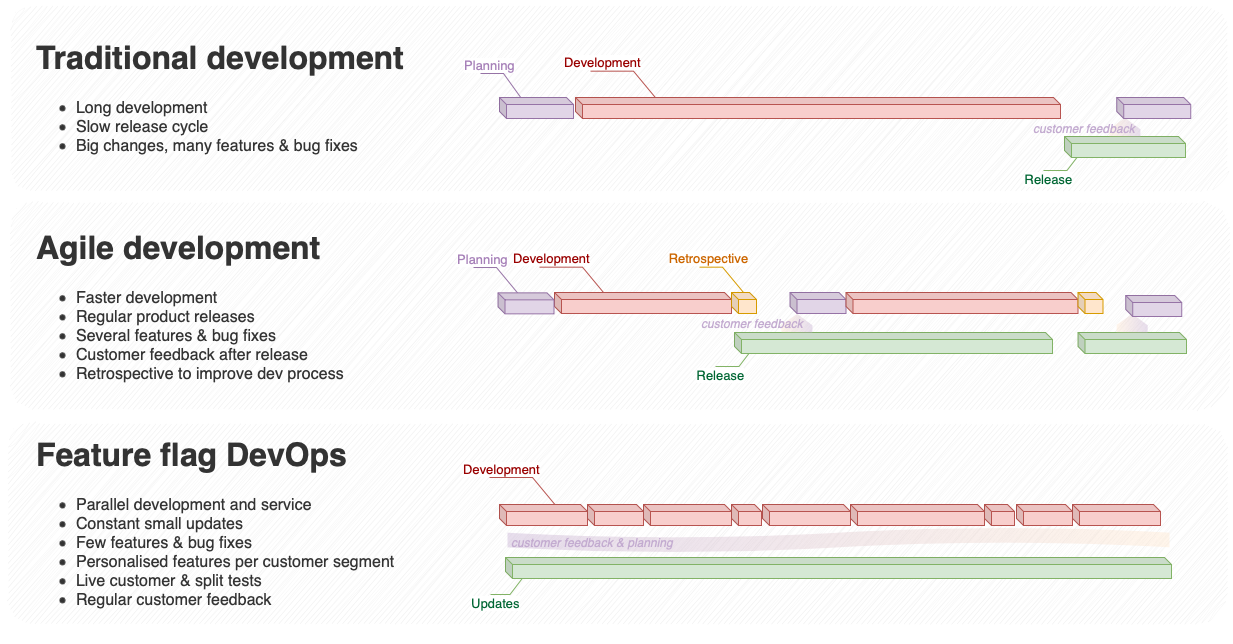 Traditional development
• Long development
• Slow release cycle
• Big changes, many features & bug fixes
Planning
Development
customer feedback
Release
Agile development
• Faster development
• Regular product releases
• Several features & bug fixes
• Customer feedback after release
• Retrospective to improve dev process
Planning
Development
Retrospective
customer feedback
Release
Feature flag DevOps
• Parallel development and service
• Constant small updates
• Few features & bug fixes
• Personalised features per customer segment
• Live customer & split tests
• Regular customer feedback
Development
customer feedback & planning
Updates